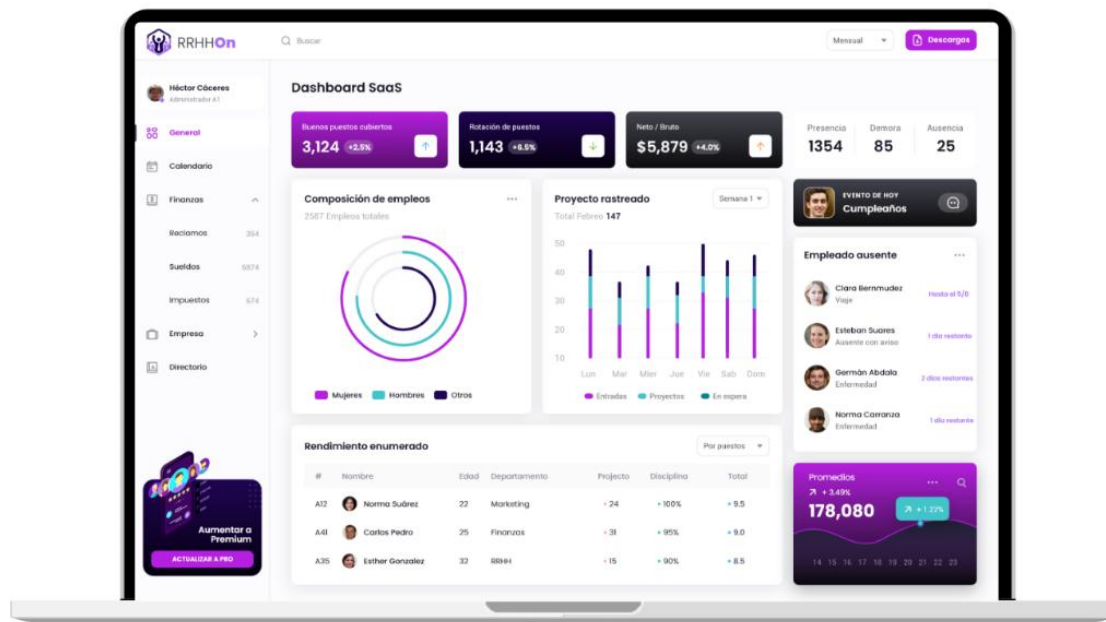 RRHHOn
Buscar
Mensual
Descargas
Héctor Cáceres
Administrador A1
General
Calendario
Finanzas
Reclamos 354
Sueldos 5874
Impuestos 574
Empresa
Directorio
Aumentar a
Premium
ACTUALIZAR A PRO
Dashboard SaaS
Buenos puestos cubiertos
3,124 +2.5%
Rotación de puestos
1,143 +6.5%
Neto / Bruto
$5,879 +4.0%
Presencia Demora Ausencia
1354 85 25
Composición de empleos
2587 Empleos totales
Mujeres Hombres Otros
Proyecto rastreado
Semana 1
Total Febreo 147
50
40
30
20
10
Lun Mar Mier Jue Vie Sab Dom
Entradas Proyectos En espera
EVENTO DE HOY
Cumpleaños
Empleado ausente
Clara Bernmudez
Viaje
Hasta el 5/6
Esteban Suares
Ausente con aviso
1 día restante
Germán Abdala
Enfermedad
2 días restantes
Norma Carranza
Enfermedad
1 día restante
Rendimiento enumerado
Por puestos
# Nombre Edad Departamento Projecto Disciplina Total
A12 Norma Suárez 22 Marketing 24 100% 9.5
A41 Carlos Pedro 25 Finanzas 31 95% 9.0
A35 Esther Gonzalez 32 RRHH 15 90% 8.5
Promedios
+ 3.49%
178,080
+ 1.22%
14 15 16 17 18 19 20 21 22 23